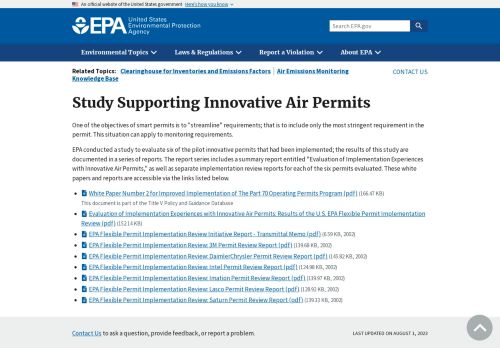 An official website of the United States government Here's how you know
EPA United States
Environmental Protection
Agency
Search EPA.gov
Environmental Topics Laws & Regulations Report a Violation About EPA
Related Topics: Clearinghouse for Inventories and Emissions Factors | Air Emissions Monitoring
Knowledge Base
CONTACT US
Study Supporting Innovative Air Permits
One of the objectives of smart permits is to "streamline" requirements; that is to include only the most stringent requirement in the
permit. This situation can apply to monitoring requirements.
EPA conducted a study to evaluate six of the pilot innovative permits that had been implemented; the results of this study are
documented in a series of reports. The report series includes a summary report entitled "Evaluation of Implementation Experiences
with Innovative Air Permits," as well as separate implementation review reports for each of the six permits evaluated. These white
papers and reports are accessible via the links listed below.
White Paper Number 2 for Improved Implementation of The Part 70 Operating Permits Program (pdf) (166.47 KB)
This document is part of the Title V Policy and Guidance Database
Evaluation of Implementation Experiences with Innovative Air Permits: Results of the U.S. EPA Flexible Permit Implementation
Review (pdf) (152.14 KB)
EPA Flexible Permit Implementation Review Initiative Report - Transmittal Memo (pdf) (6.59 KB, 2002)
EPA Flexible Permit Implementation Review: 3M Permit Review Report (pdf) (139.68 KB, 2002)
EPA Flexible Permit Implementation Review: DaimlerChrysler Permit Review Report (pdf) (145.82 KB, 2002)
EPA Flexible Permit Implementation Review: Intel Permit Review Report (pdf) (124.98 KB, 2002)
EPA Flexible Permit Implementation Review: Imation Permit Review Report (pdf) (139.97 KB, 2002)
EPA Flexible Permit Implementation Review: Lasco Permit Review Report (pdf) (128.92 KB, 2002)
EPA Flexible Permit Implementation Review: Saturn Permit Review Report (pdf) (139.33 KB, 2002)
Contact Us to ask a question, provide feedback, or report a problem.
LAST UPDATED ON AUGUST 1, 2023